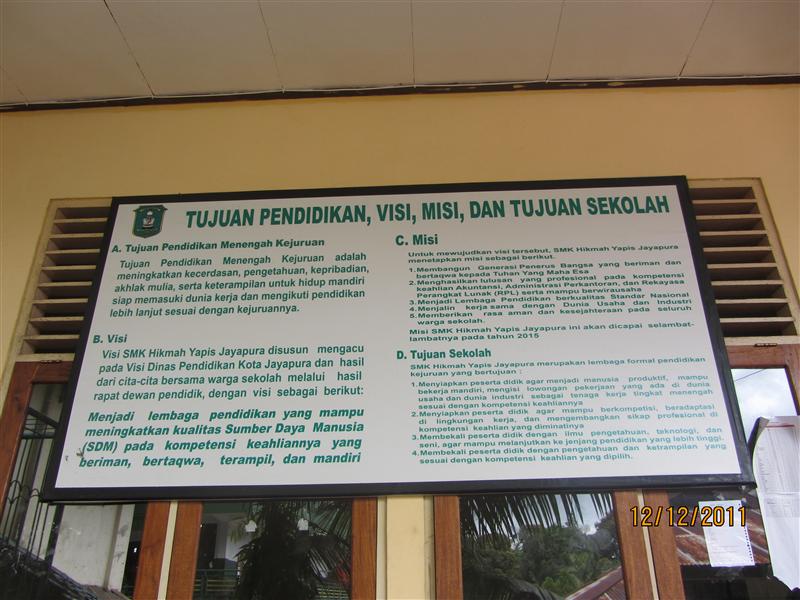 TUJUAN PENDIDIKAN, VISI, MISI, DAN TUJUAN SEKOLAH
A. Tujuan Pendidikan Menengah Kejuruan
Tujuan Pendidikan Menengah Kejuruan adalah
meningkatkan kecerdasan, pengetahuan, kepribadian,
akhlak mulia, serta keterampilan untuk hidup mandiri
siap memasuki dunia kerja dan mengikuti pendidikan
lebih lanjut sesuai dengan kejuruannya.
B. Visi
Visi SMK Hikmah Yapis Jayapura disusun mengacu
pada Visi Dinas Pendidikan Kota Jayapura dan hasil
dari cita-cita bersama warga sekolah melalui hasil
rapat dewan pendidik, dengan visi sebagai berikut:
Menjadi lembaga pendidikan yang mampu
meningkatkan kualitas Sumber Daya Manusia
(SDM) pada kompetensi keahliannya yang
beriman, bertaqwa, terampil, dan mandiri
C. Misi
Untuk mewujudkan visi tersebut, SMK Hikmah Yapis Jayapura
menetapkan misi sebagai berikut.
1.Membangun Generasi Penerus Bangsa yang beriman dan
bertaqwa kepada Tuhan Yang Maha Esa
2.Menghasilkan lulusan yang profesional pada kompetensi
keahlian Akuntansi, Administrasi Perkantoran, dan Rekayasa
Perangkat Lunak (RPL) serta mampu berwirausaha
3.Menjadi Lembaga Pendidikan berkualitas Standar Nasional
4.Menjalin kerja sama dengan Dunia Usaha dan Industri
5.Memberikan rasa aman dan kesejahteraan pada seluruh
warga sekolah.
Misi SMK Hikmah Yapis Jayapura ini akan dicapai selambat-
lambatnya pada tahun 2015
D. Tujuan Sekolah
SMK Hikmah Yapis Jayapura merupakan lembaga formal pendidikan
kejuruan yang bertujuan :
1.Menyiapkan peserta didik agar menjadi manusia produktif, mampu
bekerja mandiri, mengisi lowongan pekerjaan yang ada di dunia
usaha dan dunia industri sebagai tenaga kerja tingkat menengah
sesuai dengan kompetensi keahliannya
2.Menyiapkan peserta didik agar mampu berkompetisi, beradaptasi
di lingkungan kerja, dan mengembangkan sikap profesional di
kompetensi keahlian yang diminatinya
3.Membekali peserta didik dengan ilmu pengetahuan, teknologi, dan
seni, agar mampu melanjutkan ke jenjang pendidikan yang lebih tinggi.
4.Membekali peserta didik dengan pengetahuan dan ketrampilan yang
sesuai dengan kompetensi keahlian yang dipilih.
12/12/2011